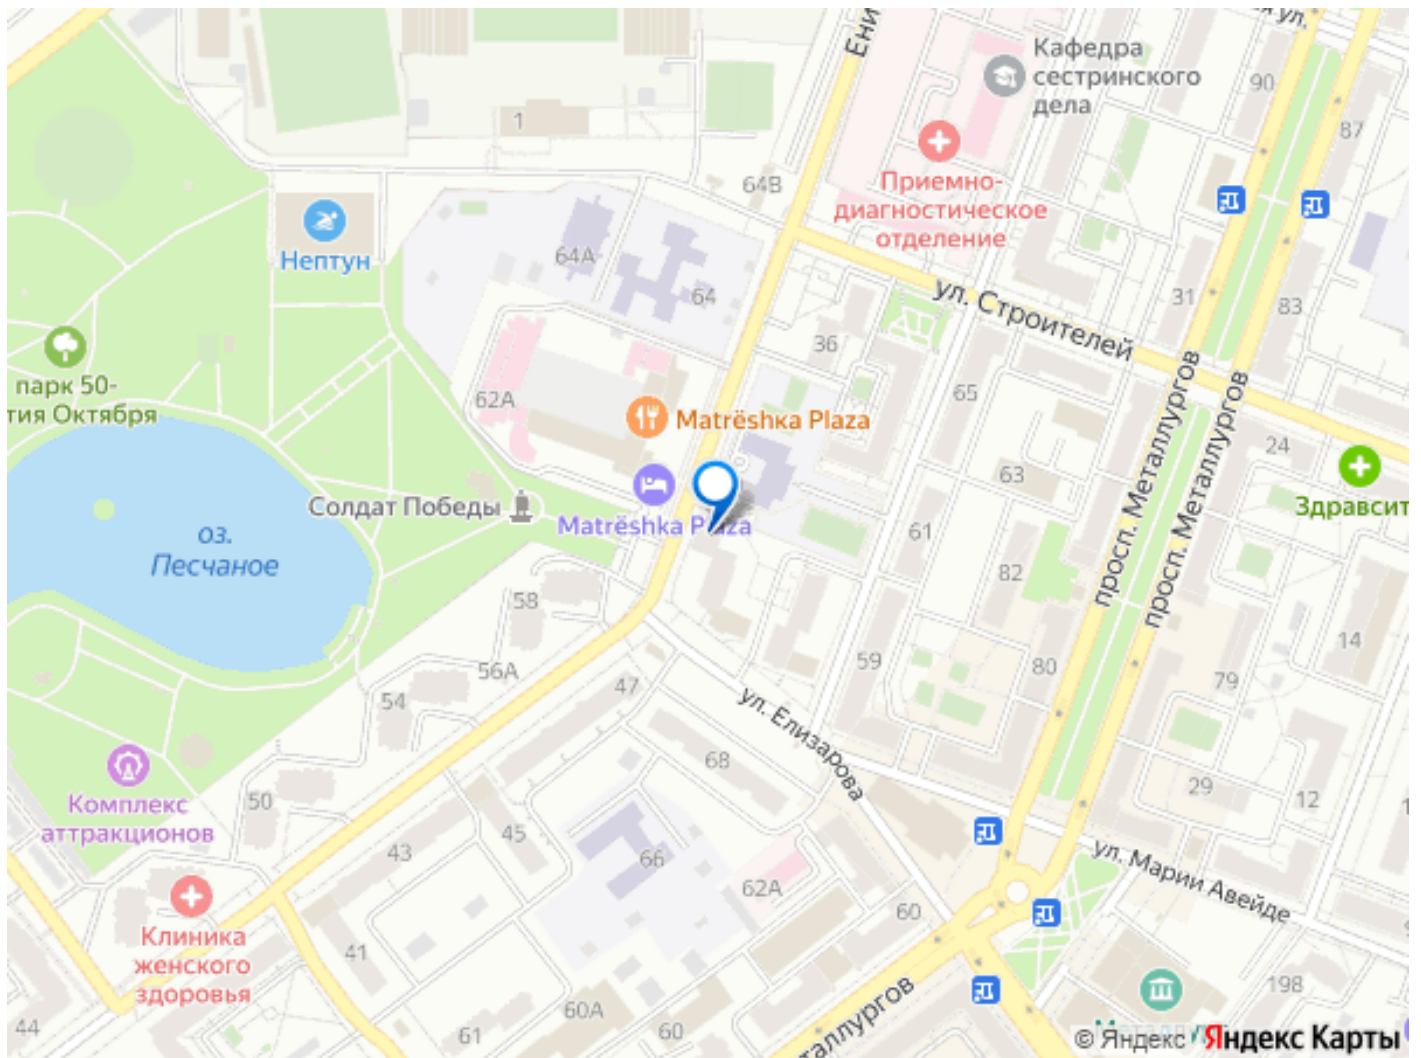 я ул.
Ени
Кафедра
сестринского
дела
90
87
1
Приемно-
диагностическое
отделение
64В
Нептун
64А
64
ул. Строителей
31
83
36
парк 50-
тия Октября
62А
Matrёshka Plaza
65
просп. Металлургов
просп. Металлургов
24
63
Здравсит
Солдат Победы
Matrёshka Plaza
61
оз.
Песчаное
82
58
14
59
80
56А
79
54
47
ул. Елизарова
68
Комплекс
аттракционов
50
29
12
1
45
43
66
ул. Марии Авейде
62А
60
Клиника
женского
здоровья
41
198
60А
60
61
44
таллургов
© Яндекс Яндекс Карты